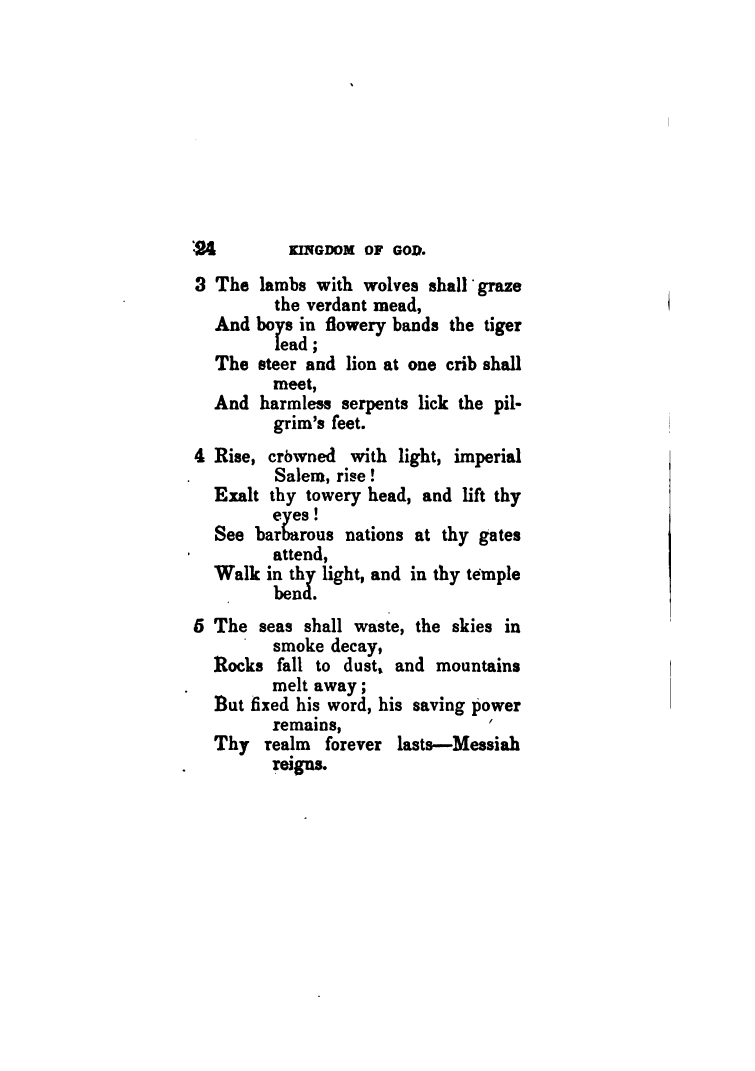 24 KINGDOM OF GOD.
3 The lambs with wolves shall graze
the verdant mead,
And boys in flowery bands the tiger
lead ;
The steer and lion at one crib shall
meet,
And harmless serpents lick the pil-
grim's feet.
4 Rise, crowned with light, imperial
Salem, rise !
Exalt thy towery head, and lift thy
eyes !
See barbarous nations at thy gates
attend,
Walk in thy light, and in thy temple
bend.
5 The seas shall waste, the skies in
smoke decay,
Rocks fall to dust, and mountains
melt away ;
But fixed his word, his saving power
remains,
Thy realm forever lasts—Messiah
reigns.